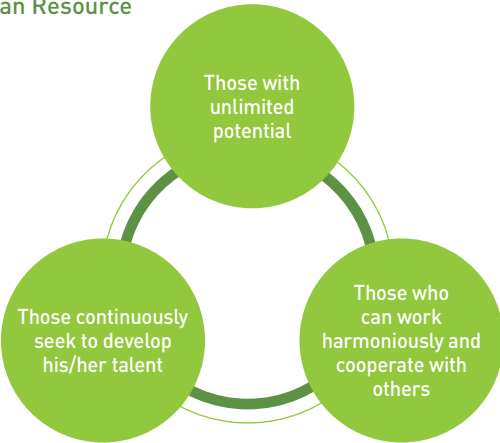 an Resource
Those with
unlimited
potential
Those continuously
seek to develop
his/her talent
Those who
can work
harmoniously and
cooperate with
others